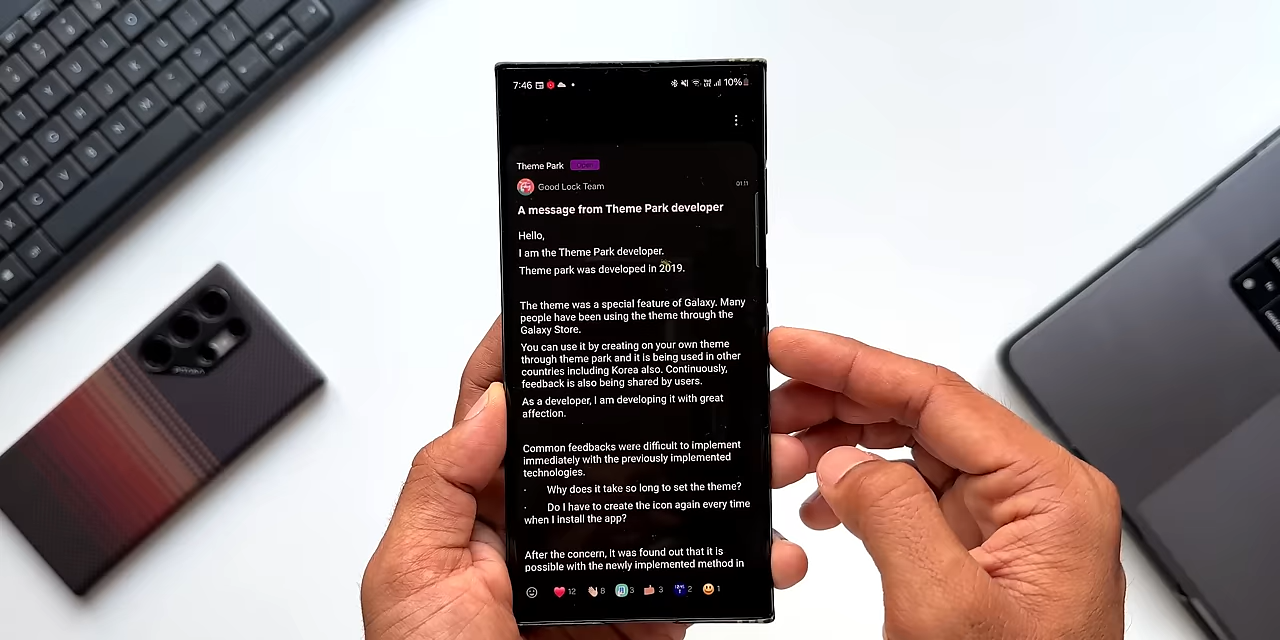 7:46
10%
Theme Park
Good Lock Team
01:11
A message from Theme Park developer
Hello,
I am the Theme Park developer.
Theme park was developed in 2019.
The theme was a special feature of Galaxy. Many
people have been using the theme through the
Galaxy Store.
You can use it by creating on your own theme
through theme park and it is being used in other
countries including Korea also. Continuously,
feedback is also being shared by users.
As a developer, I am developing it with great
affection.
Common feedbacks were difficult to implement
immediately with the previously implemented
technologies.
· Why does it take so long to set the theme?
· Do I have to create the icon again every time
when I install the app?
After the concern, it was found out that it is
possible with the newly implemented method in
12 8 3 3 2 1